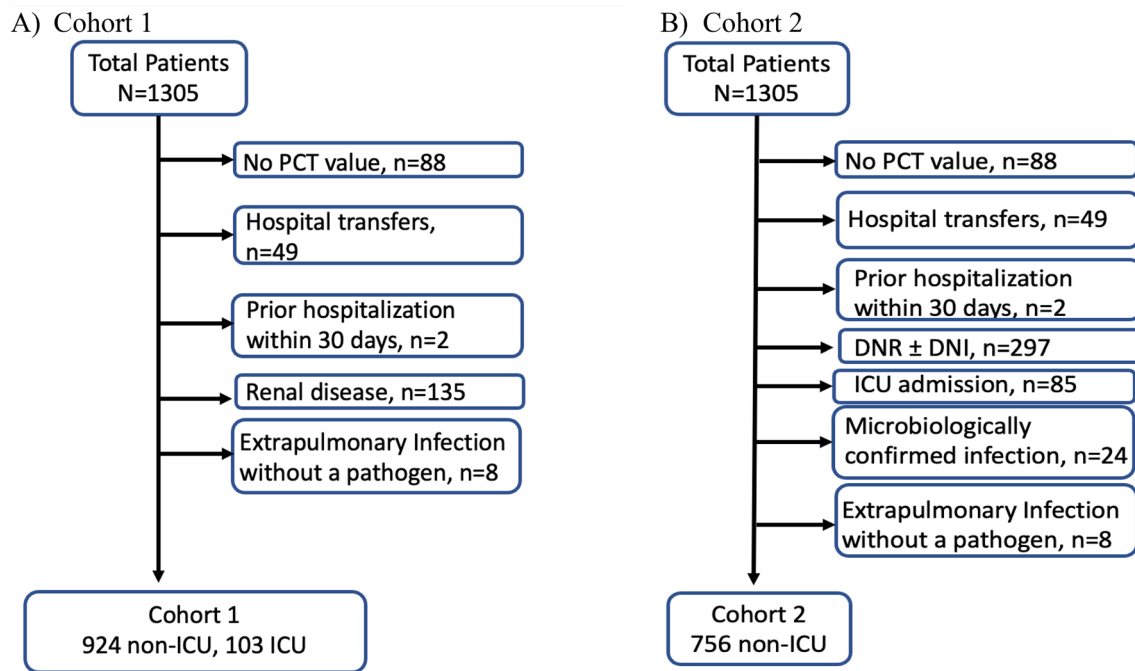 A) Cohort 1
Total Patients
N=1305
No PCT value, n=88
Hospital transfers,
n=49
Prior hospitalization
within 30 days, n=2
Renal disease, n=135
Extrapulmonary Infection
without a pathogen, n=8
Cohort 1
924 non-ICU, 103 ICU
B) Cohort 2
Total Patients
N=1305
No PCT value, n=88
Hospital transfers, n=49
Prior hospitalization
within 30 days, n=2
DNR ± DNI, n=297
ICU admission, n=85
Microbiologically
confirmed infection, n=24
Extrapulmonary Infection
without a pathogen, n=8
Cohort 2
756 non-ICU